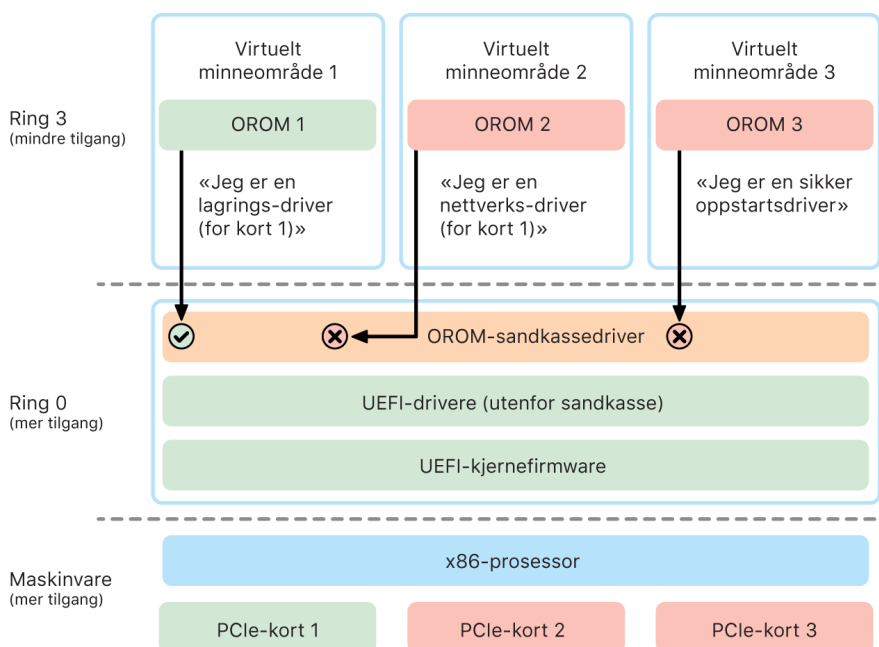 Virtuelt
minneområde 1
Virtuelt
minneområde 2
Virtuelt
minneområde 3
Ring 3
(mindre tilgang)
OROM 1
OROM 2
OROM 3
«Jeg er en
lagrings-driver
(for kort 1)»
«Jeg er en
nettverks-driver
(for kort 1)»
«Jeg er en sikker
oppstartsdriver»
OROM-sandkassedriver
Ring 0
(mer tilgang)
UEFI-drivere (utenfor sandkasse)
UEFI-kjernefirmware
Maskinvare
(mer tilgang)
x86-prosessor
PCIe-kort 1
PCIe-kort 2
PCIe-kort 3